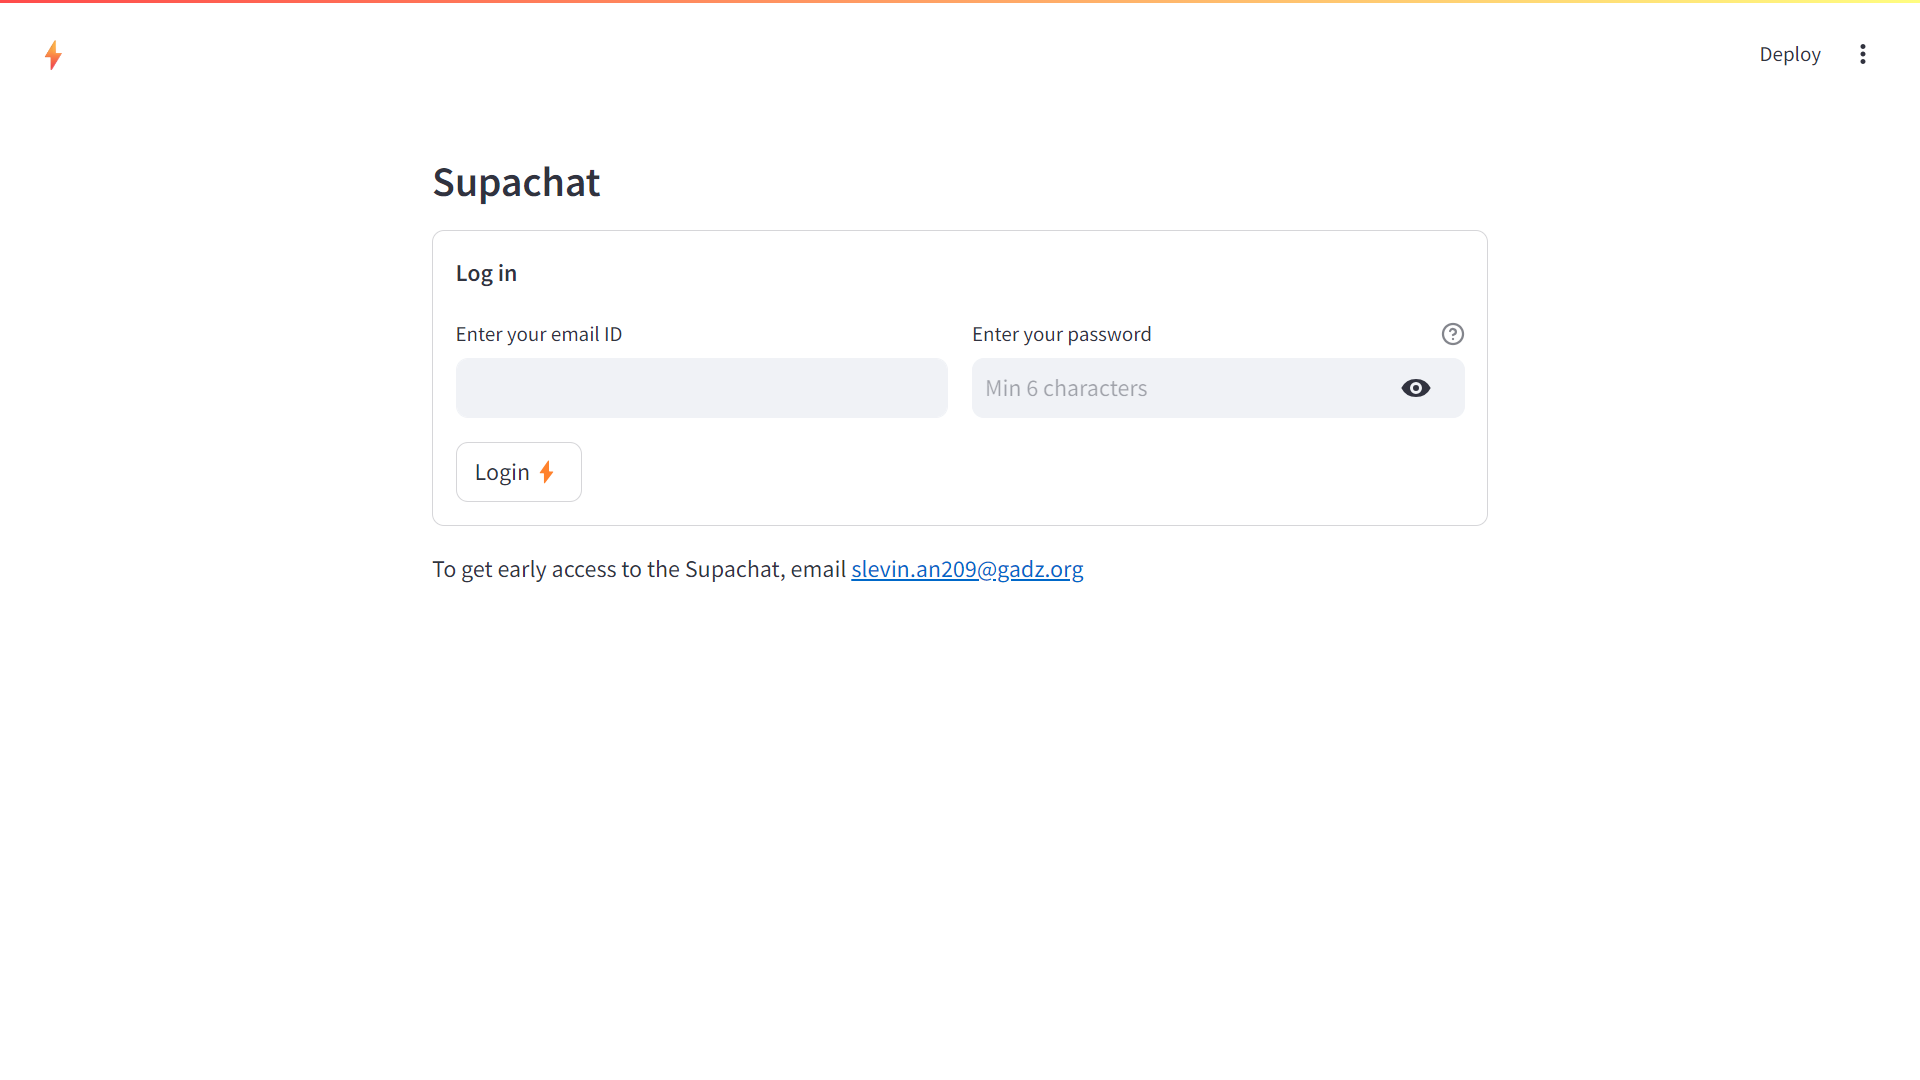 Deploy
Supachat
Log in
Enter your email ID
Enter your password
Min 6 characters
Login
To get early access to the Supachat, email slevin.an209@gadz.org